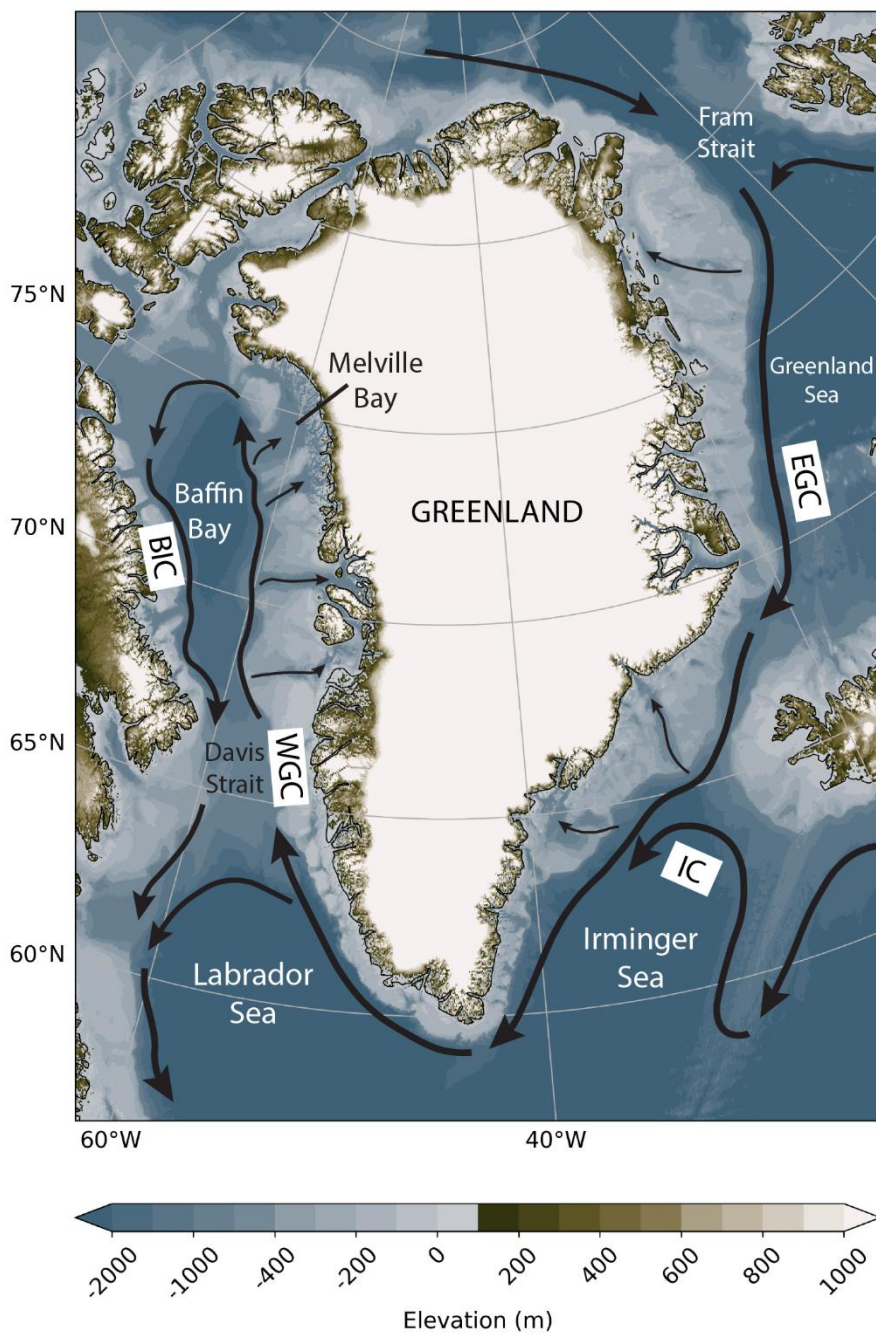 Fram
Strait
75°N
Melville
Bay
Greenland
Sea
Baffin
Bay
GREENLAND
EGC
70°N
BIC
65°N
Davis
Strait
WGC
IC
60°N
Labrador
Sea
Irminger
Sea
60°W
40°W
-2000
-1000
-400
-200
0
200
400
600
800
1000
Elevation (m)